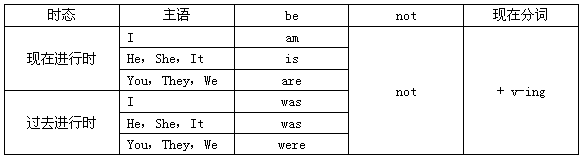 时态 主语 be not 现在分词
现在进行时 I am not + v-ing
He, She, It is
You, They, We are
过去进行时 I was
He, She, It was
You, They, We were